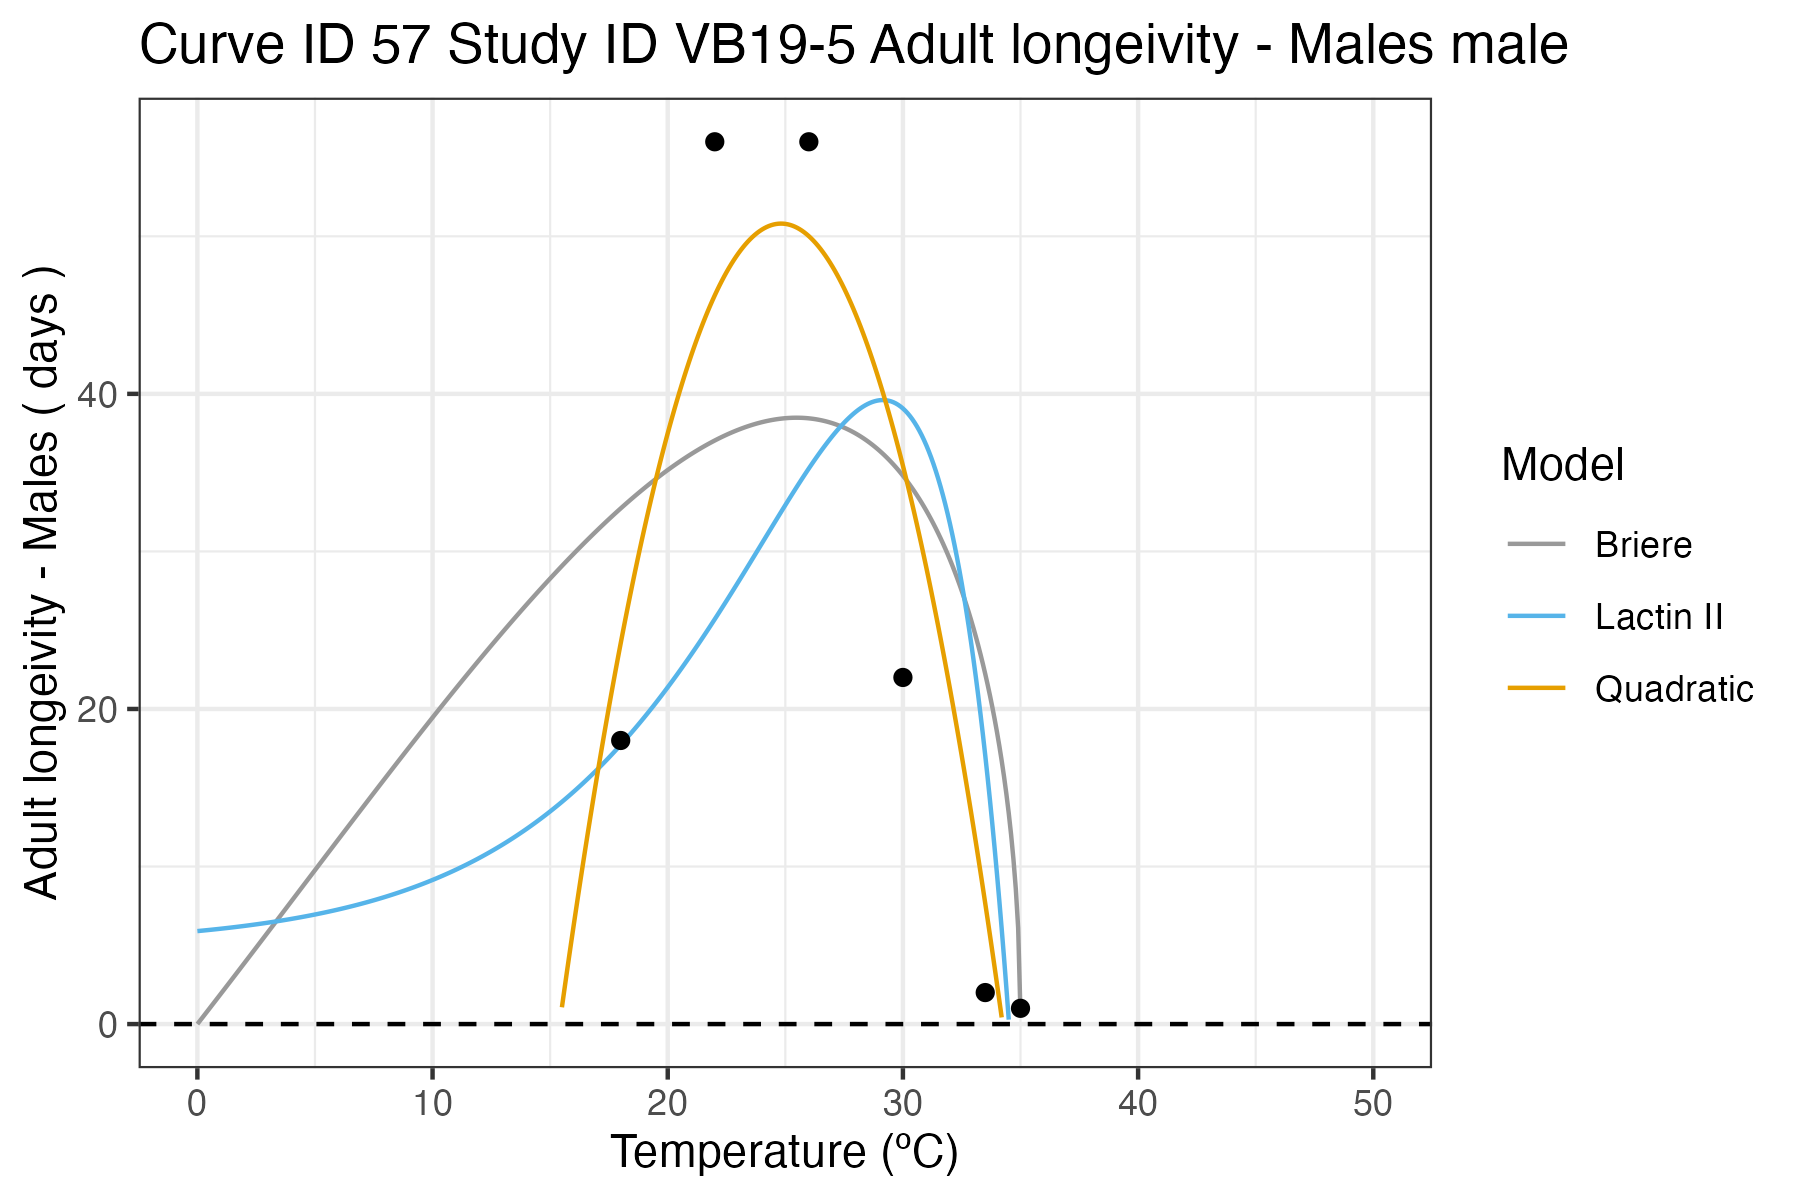 Curve ID 57 Study ID VB19-5 Adult longeivity - Males male
Adult longeivity - Males ( days )
40
20
0
0
10
20
30
40
50
Temperature (ºC)
Model
Briere
Lactin II
Quadratic